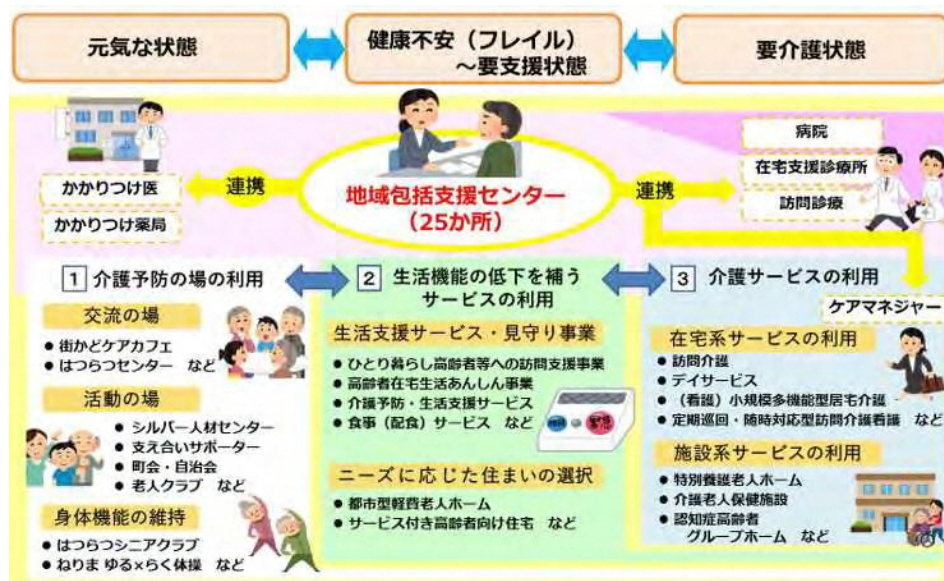 元気な状態
健康不安（フレイル）
～要支援状態
要介護状態
かかりつけ医
かかりつけ薬局
連携
地域包括支援センター
（25か所）
連携
病院
在宅支援診療所
訪問診療
ケアマネジャー
1 介護予防の場の利用
交流の場
● 街かどケアカフェ
● はつらつセンター など
活動の場
● シルバー人材センター
● 支え合いサポーター
● 町会・自治会
● 老人クラブ など
身体機能の維持
● はつらつシニアクラブ
● ねりま ゆる×らく体操 など
2 生活機能の低下を補う
サービスの利用
生活支援サービス・見守り事業
● ひとり暮らし高齢者等への訪問支援事業
● 高齢者在宅生活あんしん事業
● 介護予防・生活支援サービス
● 食事（配食）サービス など
緊急
ニーズに応じた住まいの選択
● 都市型軽費老人ホーム
● サービス付き高齢者向け住宅 など
3 介護サービスの利用
在宅系サービスの利用
● 訪問介護
● デイサービス
● （看護）小規模多機能型居宅介護
● 定期巡回・随時対応型訪問介護看護 など
施設系サービスの利用
● 特別養護老人ホーム
● 介護老人保健施設
● 認知症高齢者
グループホーム など